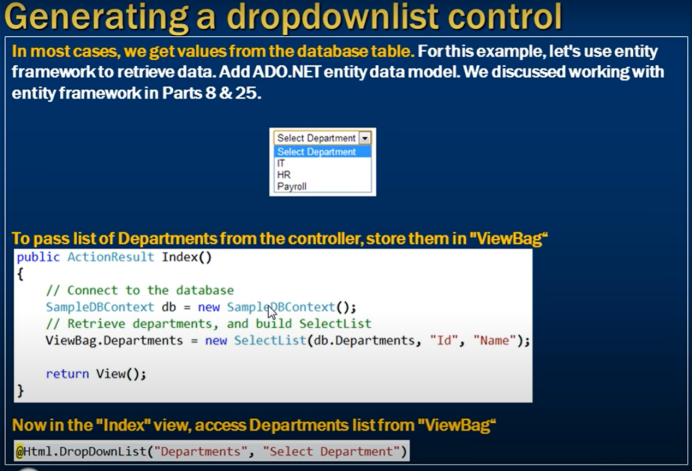 Generating a dropdownlist control
In most cases, we get values from the database table. For this example, let's use entity
framework to retrieve data. Add ADO.NET entity data model. We discussed working with
entity framework in Parts 8 & 25.
Select Department
Select Department
IT
HR
Payroll
To pass list of Departments from the controller, store them in "ViewBag“
public ActionResult Index()
{
// Connect to the database
SampleDBContext db = new SampleDBContext();
// Retrieve departments, and build SelectList
ViewBag.Departments = new SelectList(db.Departments, "Id", "Name");
return View();
}
Now in the "Index" view, access Departments list from "ViewBag“
@Html.DropDownList("Departments", "Select Department")